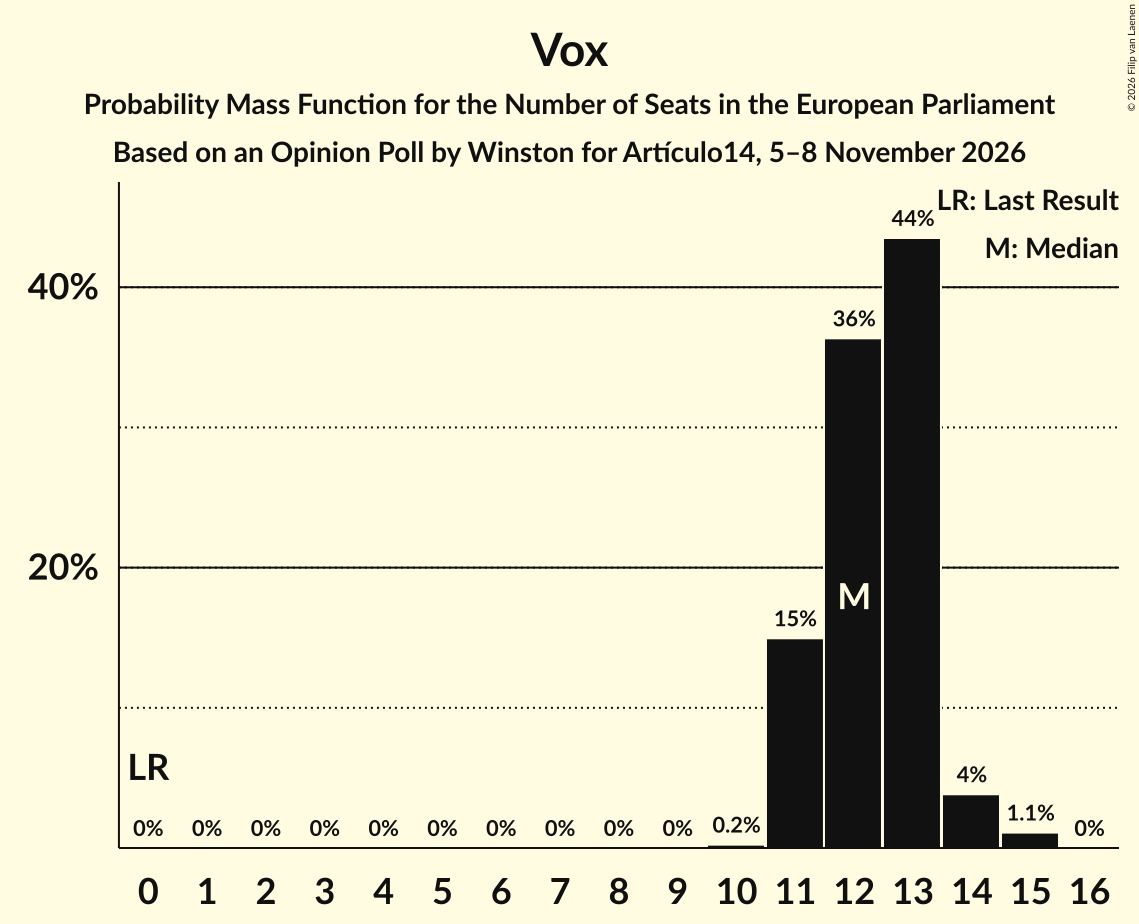 Vox
Probability Mass Function for the Number of Seats in the European Parliament
Based on an Opinion Poll by Winston for Artículo14, 5–8 November 2026
© 2026 Filip van Laenen
LR: Last Result
M: Median
40%
20%
LR
M
0% 0% 0% 0% 0% 0% 0% 0% 0% 0% 0.2% 15% 36% 44% 4% 1.1% 0%
0 1 2 3 4 5 6 7 8 9 10 11 12 13 14 15 16